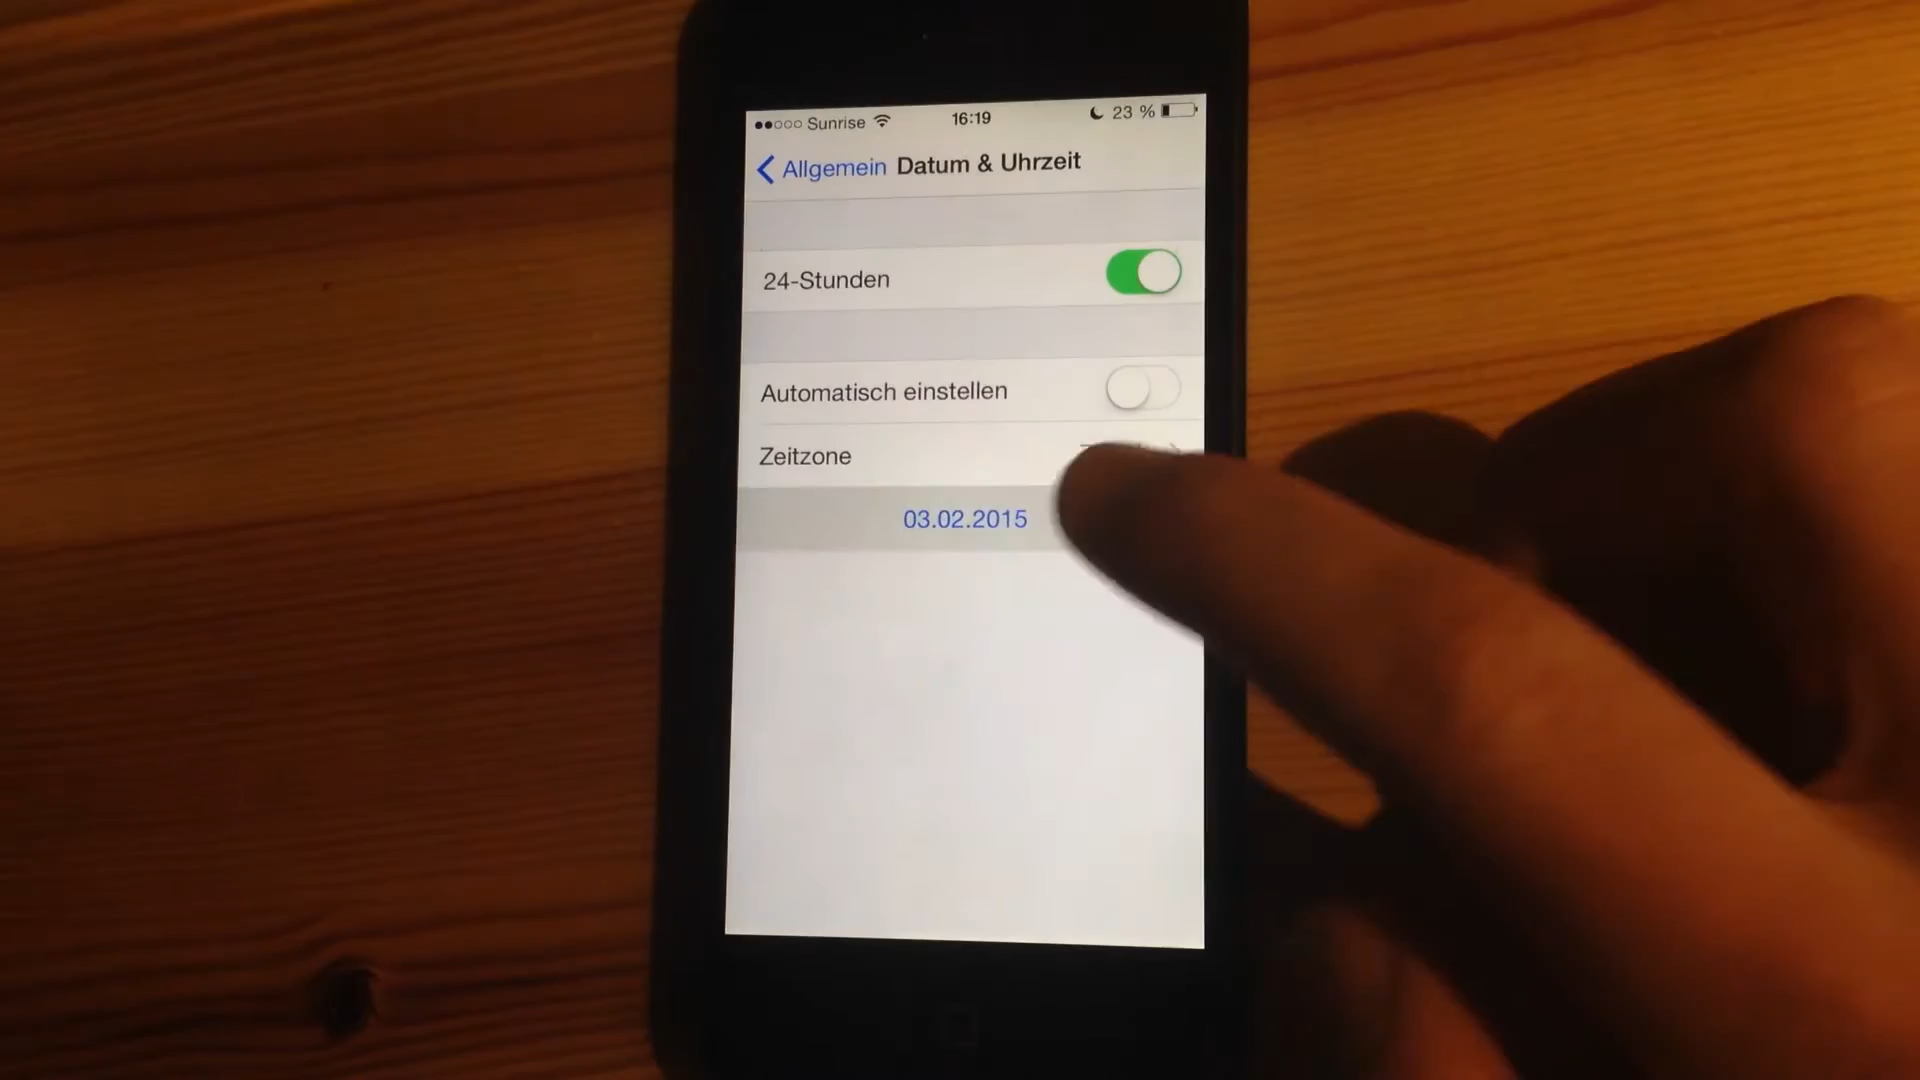 Sunrise 16:19 23 %
Allgemein Datum & Uhrzeit
24-Stunden
Automatisch einstellen
Zeitzone
03.02.2015